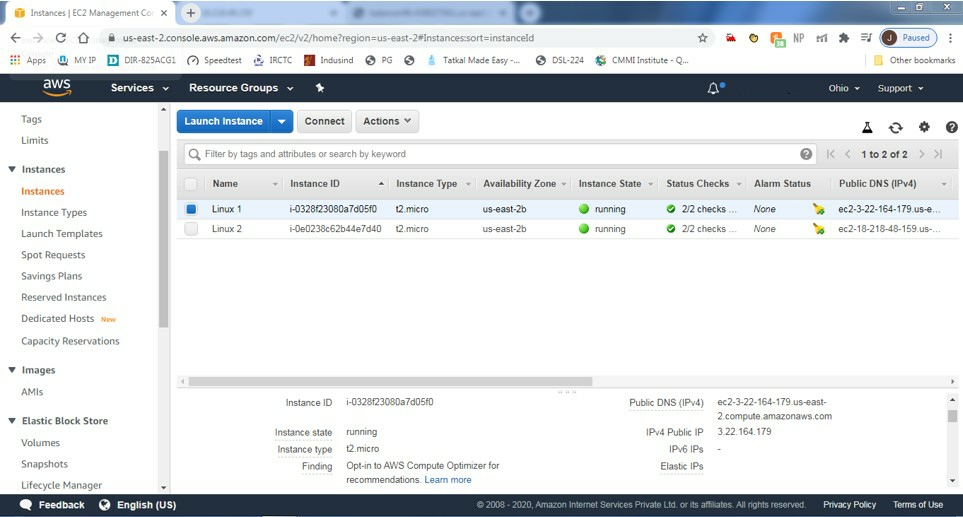 Instances | EC2 Management Co
us-east-2.console.aws.amazon.com/ec2/v2/home?region=us-east-2#Instances:sort=instanceId
38
NP
J Paused
Apps MY IP DIR-825ACG1 Speedtest IRCTC Indusind PG Tatkal Made Easy -... DSL-224 CMMI Institute - Q... Other bookmarks
aws Services Resource Groups Ohio Support
Tags
Limits
Instances
Instances
Instance Types
Launch Templates
Spot Requests
Savings Plans
Reserved Instances
Dedicated Hosts New
Capacity Reservations
Images
AMIs
Elastic Block Store
Volumes
Snapshots
Lifecycle Manager
Launch Instance Connect Actions
Filter by tags and attributes or search by keyword 1 to 2 of 2
Name Instance ID Instance Type Availability Zone Instance State Status Checks Alarm Status Public DNS (IPv4)
Linux 1 i-0328f23080a7d05f0 t2.micro us-east-2b running 2/2 checks ... None ec2-3-22-164-179.us-e...
Linux 2 i-0e0238c62b44e7d40 t2.micro us-east-2b running 2/2 checks ... None ec2-18-218-48-159.us-...
Instance ID i-0328f23080a7d05f0
Instance state running
Instance type t2.micro
Finding Opt-in to AWS Compute Optimizer for
recommendations. Learn more
Public DNS (IPv4) ec2-3-22-164-179.us-east-
2.compute.amazonaws.com
IPv4 Public IP 3.22.164.179
IPv6 IPs -
Elastic IPs
Feedback English (US) © 2008 - 2020, Amazon Internet Services Private Ltd. or its affiliates. All rights reserved. Privacy Policy Terms of Use